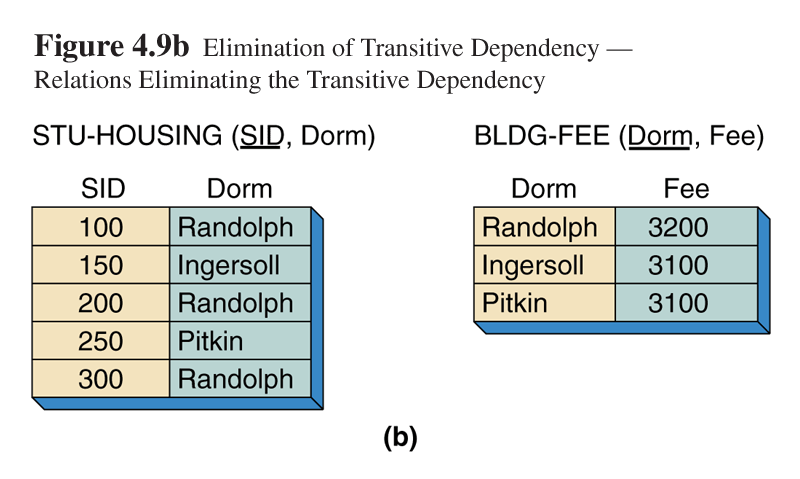 Figure 4.9b Elimination of Transitive Dependency —
Relations Eliminating the Transitive Dependency
STU-HOUSING (SID, Dorm)
SID Dorm
100 Randolph
150 Ingersoll
200 Randolph
250 Pitkin
300 Randolph
BLDG-FEE (Dorm, Fee)
Dorm Fee
Randolph 3200
Ingersoll 3100
Pitkin 3100
(b)